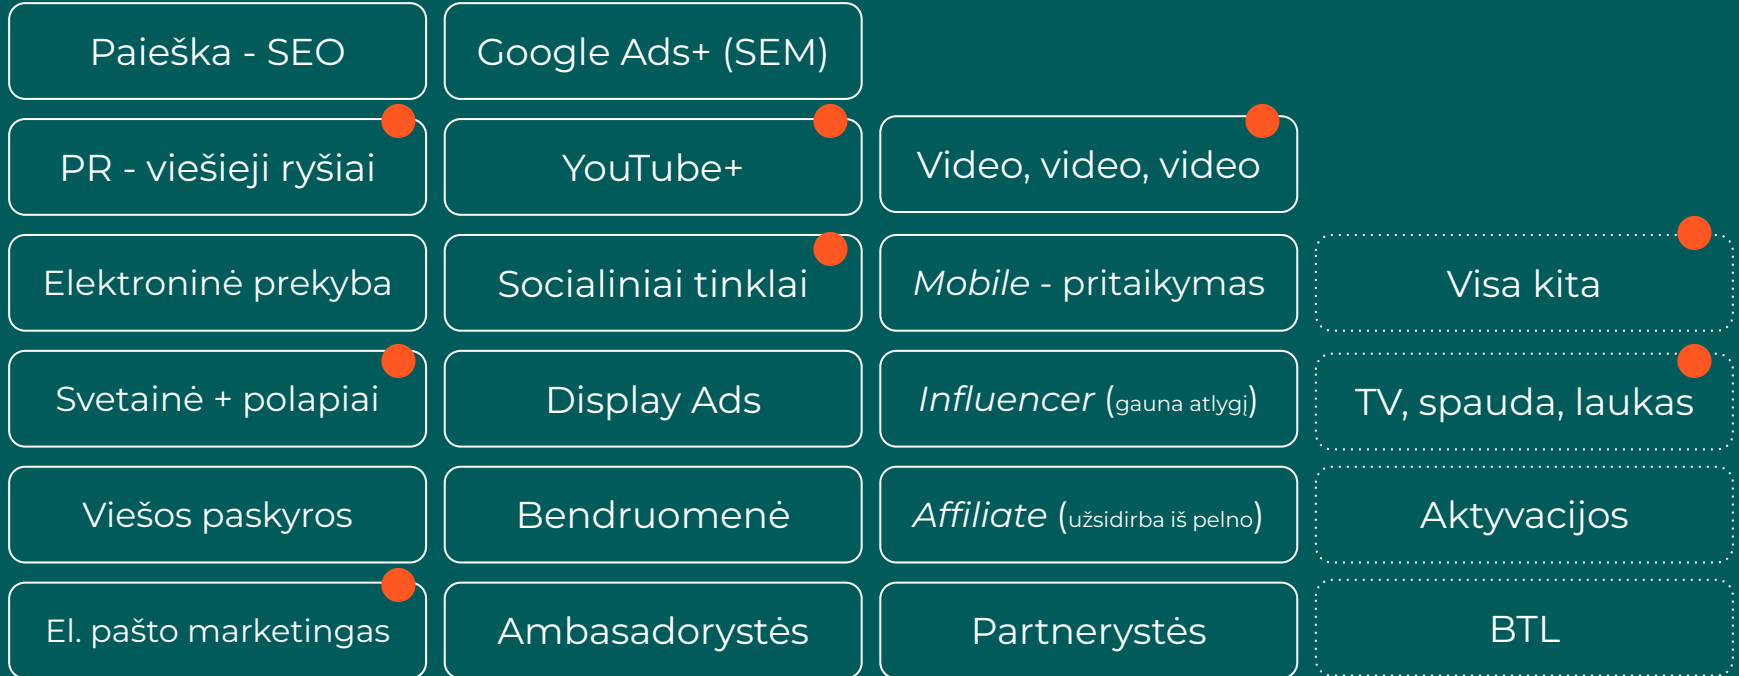 Paieška - SEO
Google Ads+ (SEM)
PR - viešieji ryšiai
YouTube+
Video, video, video
Elektroninė prekyba
Socialiniai tinklai
Mobile - pritaikymas
Visa kita
Svetainė + polapiai
Display Ads
Influencer (gauna atlygį)
TV, spauda, laukas
Viešos paskyros
Bendruomenė
Affiliate (užsidirba iš pelno)
Aktyvacijos
El. pašto marketingas
Ambasadorystės
Partnerystės
BTL